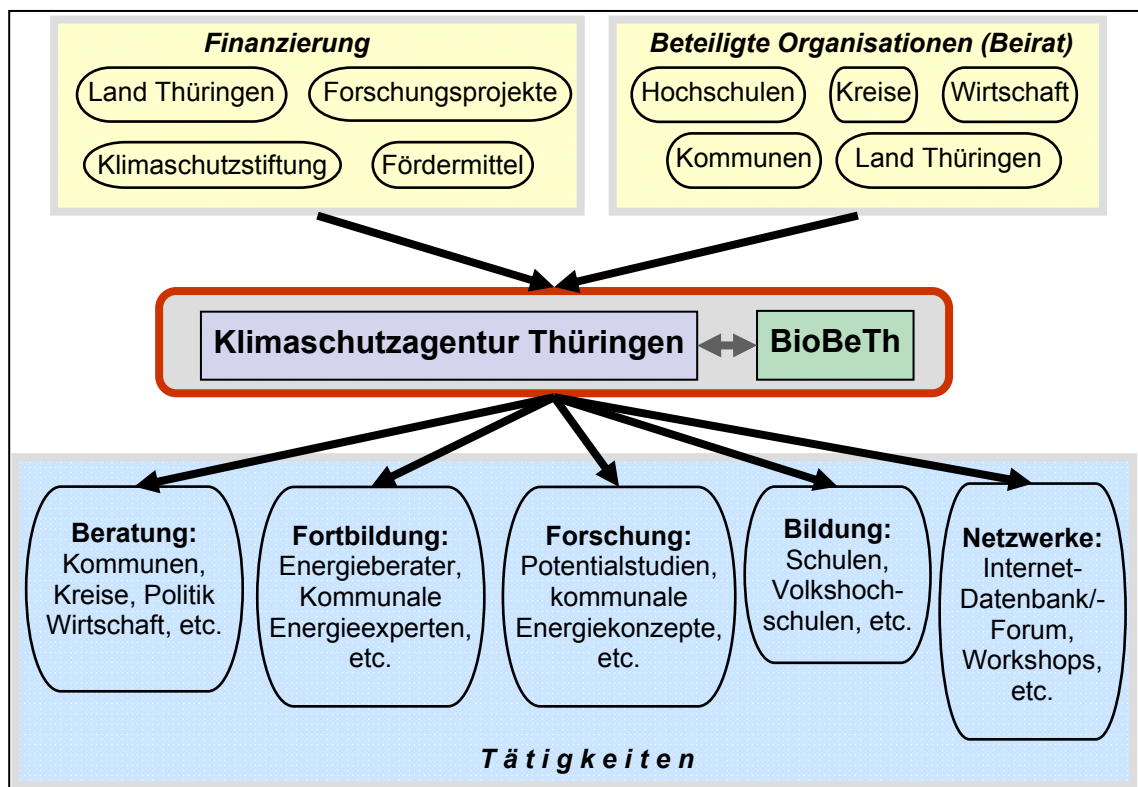 Finanzierung
Land Thüringen
Forschungsprojekte
Klimaschutzstiftung
Fördermittel
Beteiligte Organisationen (Beirat)
Hochschulen
Kreise
Wirtschaft
Kommunen
Land Thüringen
Klimaschutzagentur Thüringen
BioBeTh
Beratung:
Kommunen,
Kreise, Politik
Wirtschaft, etc.
Fortbildung:
Energieberater,
Kommunale
Energieexperten,
etc.
Forschung:
Potentialstudien,
kommunale
Energiekonzepte,
etc.
Bildung:
Schulen,
Volkshoch-
schulen, etc.
Netzwerke:
Internet-
Datenbank/-
Forum,
Workshops,
etc.
Tätigkeiten